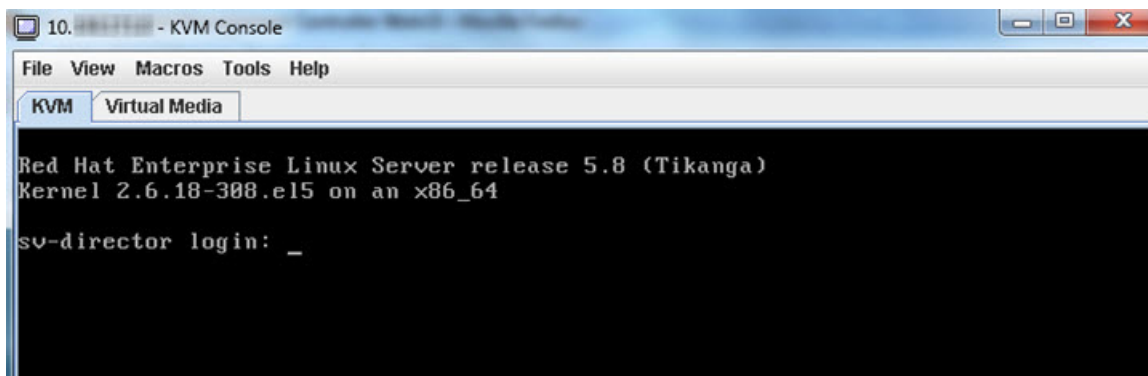 10. - KVM Console
File View Macros Tools Help
KVM Virtual Media
Red Hat Enterprise Linux Server release 5.8 (Tikanga)
Kernel 2.6.18-308.el5 on an x86_64
sv-director login: _